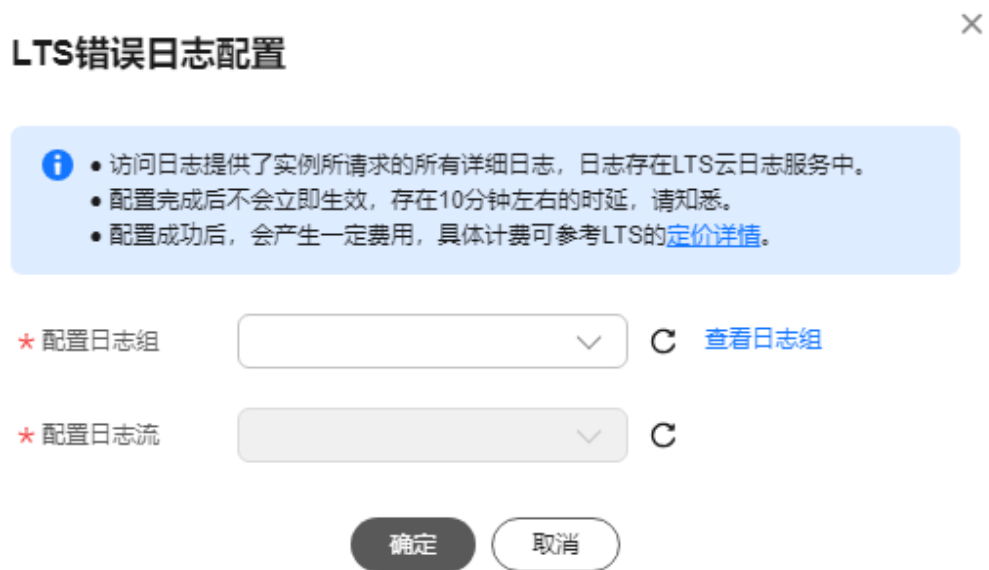 LTS错误日志配置
● 访问日志提供了实例所请求的所有详细日志，日志存在LTS云日志服务中。
● 配置完成后不会立即生效，存在10分钟左右的时延，请知悉。
● 配置成功后，会产生一定费用，具体计费可参考LTS的定价详情。
* 配置日志组
查看日志组
* 配置日志流
确定
取消